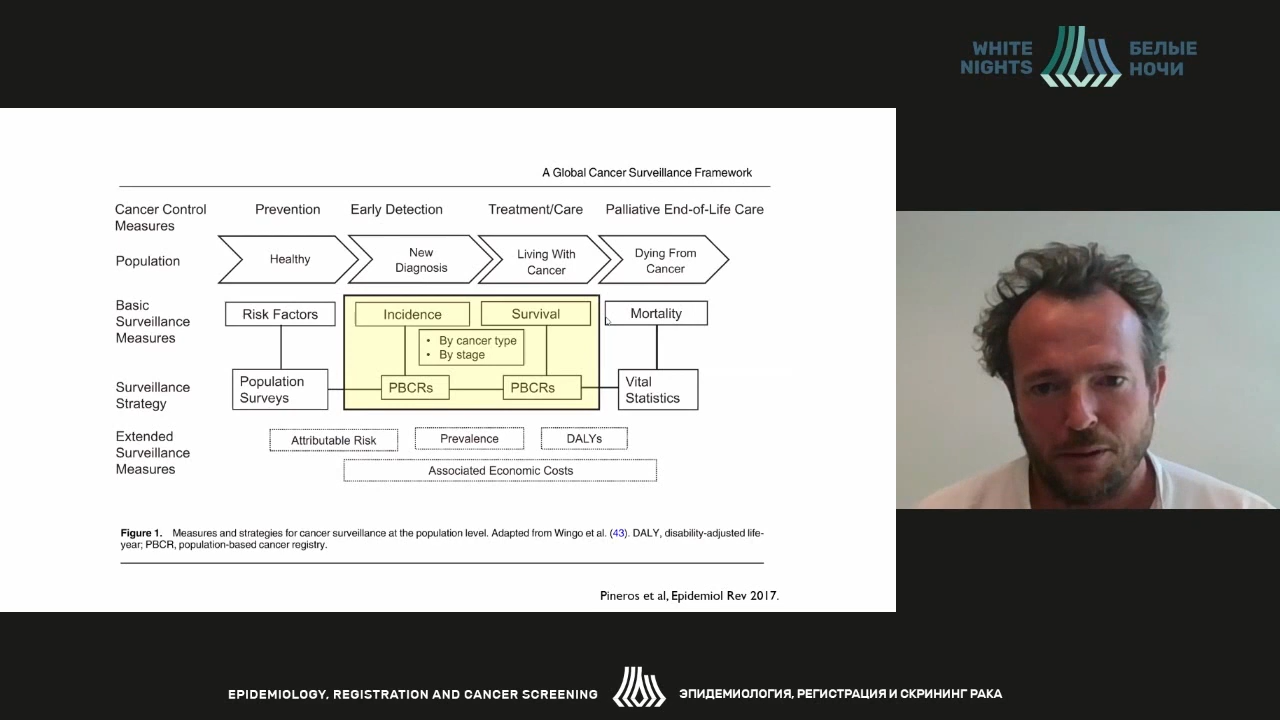 WHITE NIGHTS
БЕЛЫЕ НОЧИ
A Global Cancer Surveillance Framework
Cancer Control Measures
Prevention
Early Detection
Treatment/Care
Palliative End-of-Life Care
Population
Healthy
New Diagnosis
Living With Cancer
Dying From Cancer
Basic Surveillance Measures
Risk Factors
Incidence
Survival
Mortality
• By cancer type
• By stage
Surveillance Strategy
Population Surveys
PBCRs
PBCRs
Vital Statistics
Extended Surveillance Measures
Attributable Risk
Prevalence
DALYs
Associated Economic Costs
Figure 1. Measures and strategies for cancer surveillance at the population level. Adapted from Wingo et al. (43). DALY, disability-adjusted life-
year; PBCR, population-based cancer registry.
Pineros et al, Epidemiol Rev 2017.
EPIDEMIOLOGY, REGISTRATION AND CANCER SCREENING
ЭПИДЕМИОЛОГИЯ, РЕГИСТРАЦИЯ И СКРИНИНГ РАКА